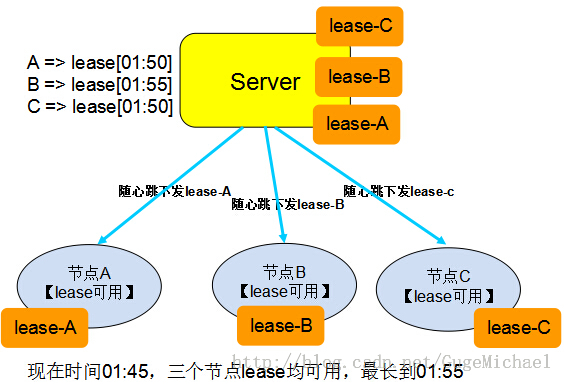 lease-C
A => lease[01:50]
B => lease[01:55]
C => lease[01:50]
Server
lease-B
lease-A
随心跳下发lease-A
随心跳下发lease-B
随心跳下发lease-c
节点A
【lease可用】
节点B
【lease可用】
节点C
【lease可用】
lease-A
lease-B
lease-C
现在时间01:45，三个节点lease均可用，最长到01:55
http://blog.csdn.net/GugeMichael